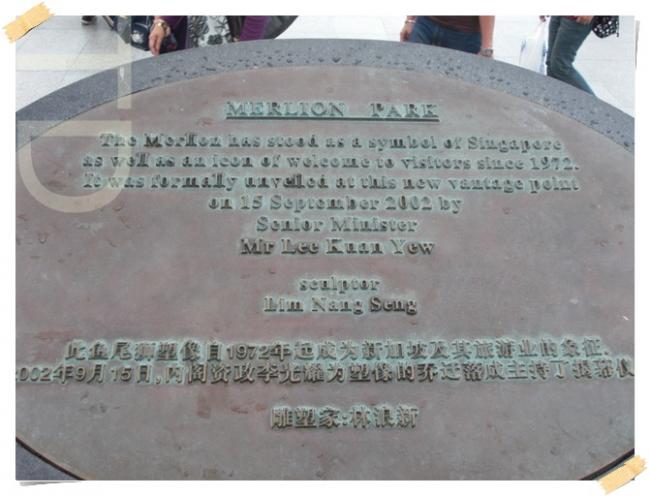 MERLION PARK
The Merlion has stood as a symbol of Singapore
as well as an icon of welcome to visitors since 1972.
It was formally unveiled at this new vantage point
on 15 September 2002 by
Senior Minister
Mr Lee Kuan Yew
sculptor
Lim Nang Seng
此鱼尾狮塑像自1972年起成为新加坡及其旅游业的象征.
2002年9月15日,内阁资政李光耀为塑像的乔迁落成主持了揭幕仪
雕塑家:林浪新